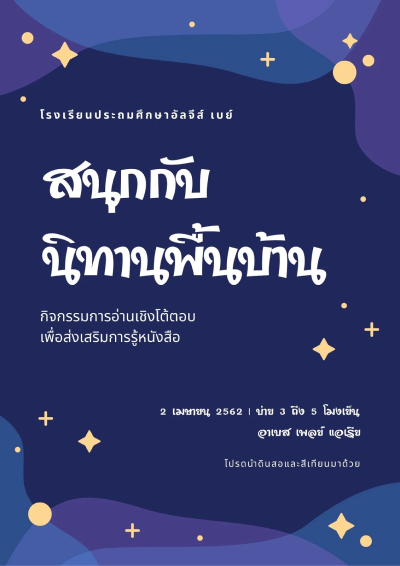 โรงเรียนประถมศึกษาอัลจีส์ เบย์
สนุกกับ
นิทานพื้นบ้าน
กิจกรรมการอ่านเชิงโต้ตอบ
เพื่อส่งเสริมการรู้หนังสือ
2 เมษายน 2562 | บ่าย 3 ถึง 5 โมงเย็น
อาเบส เพลย์ แอเรีย
โปรดนำดินสอและสีเทียนมาด้วย